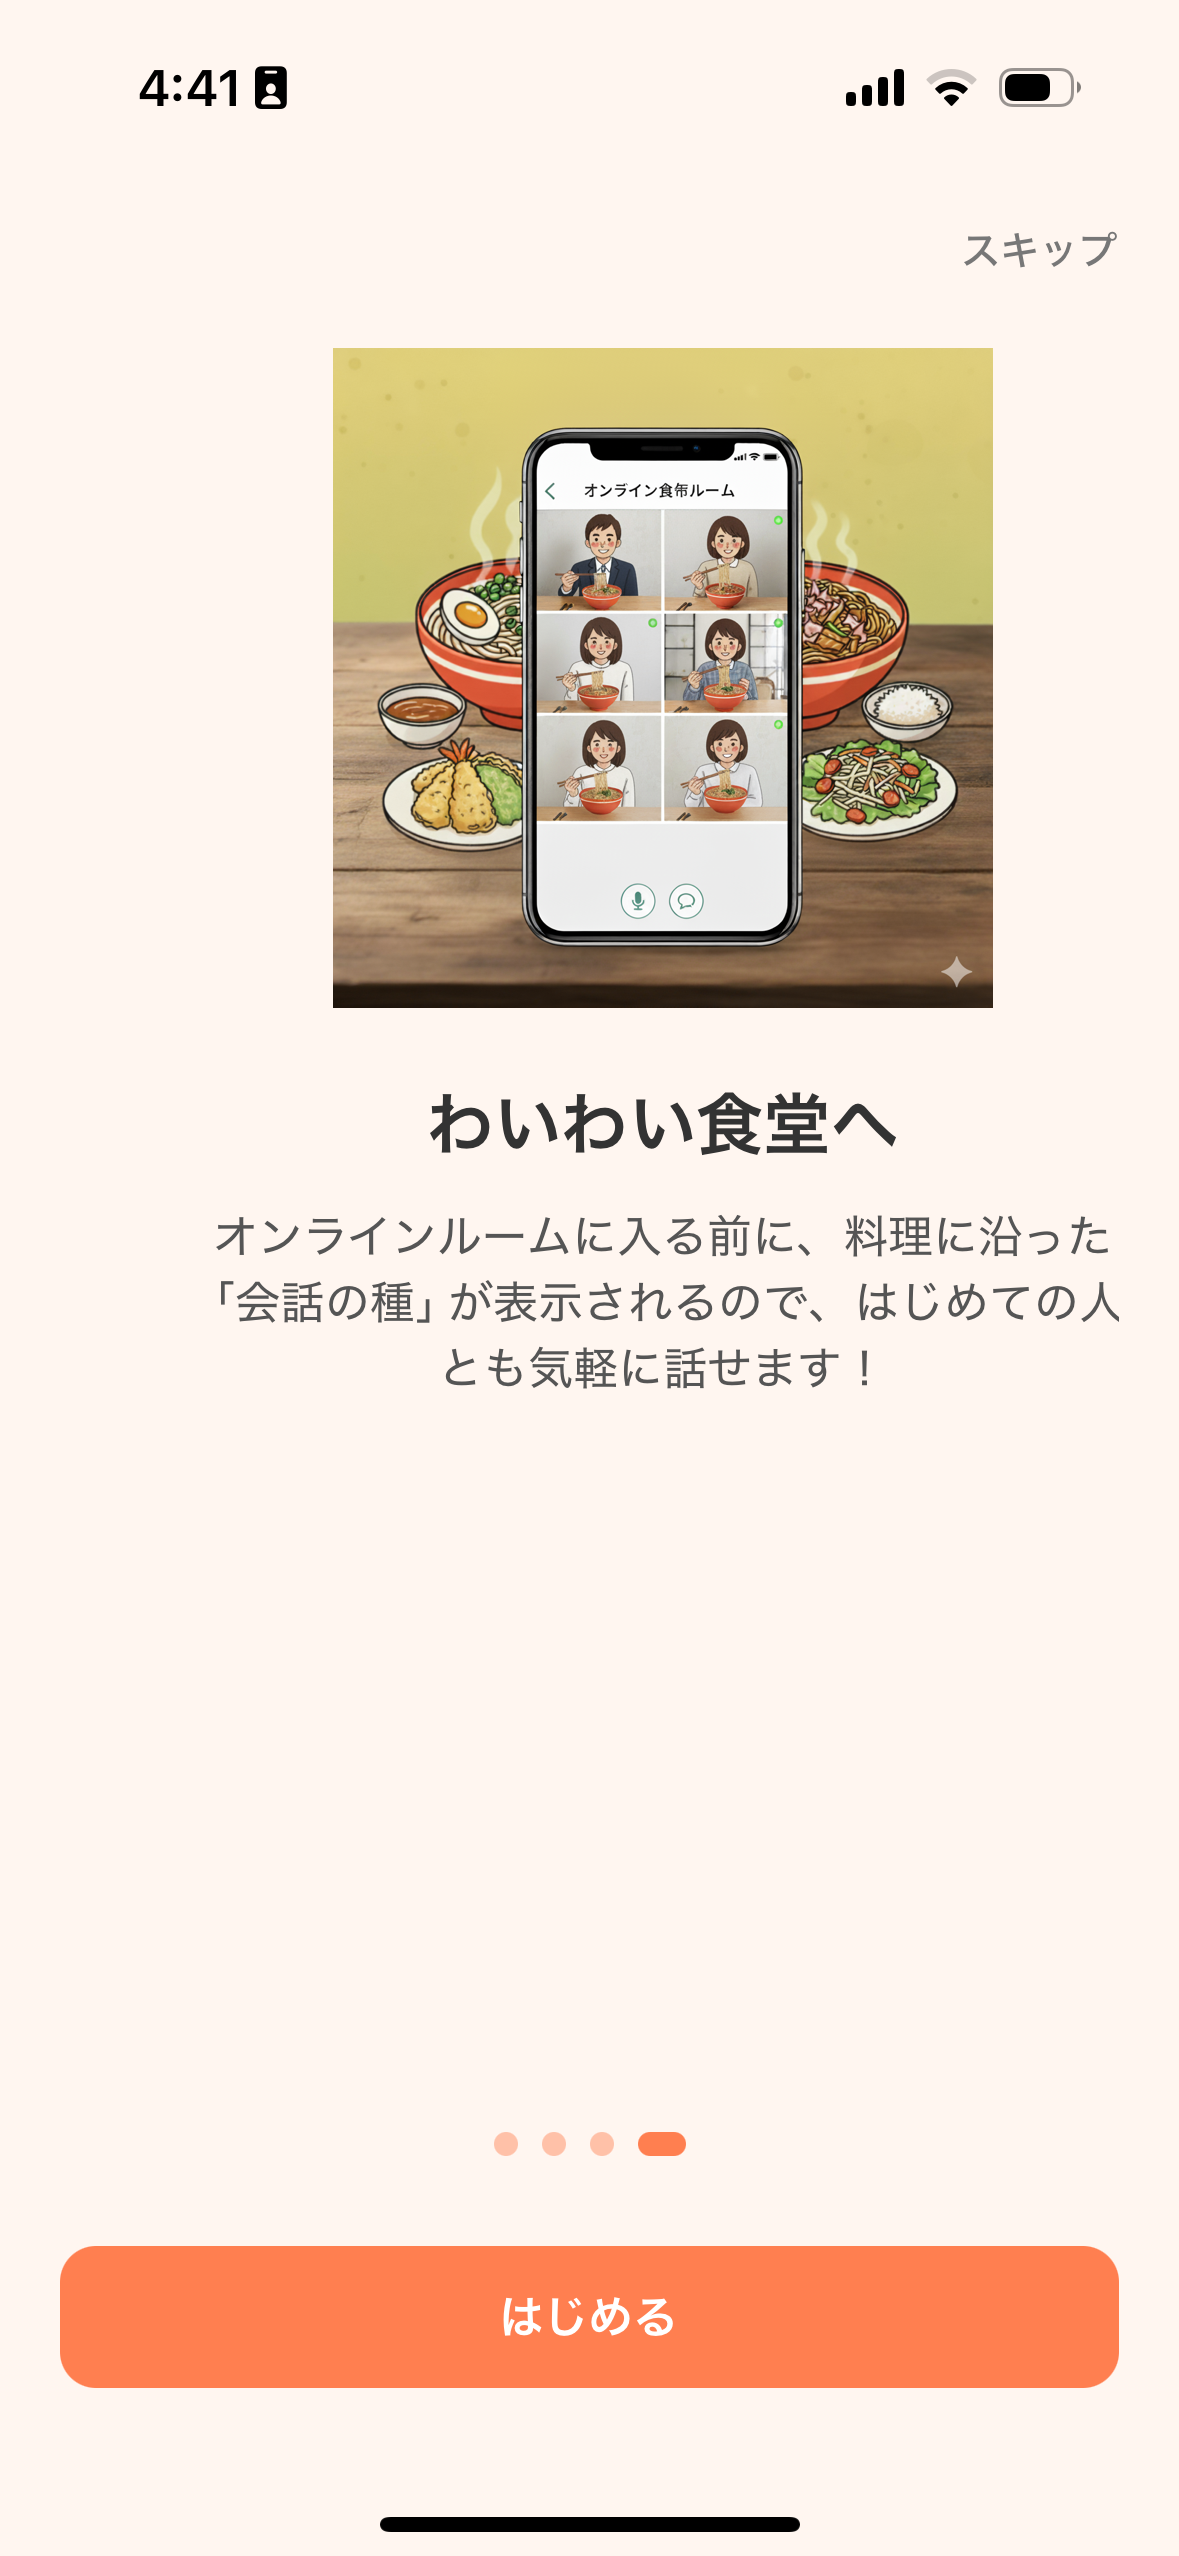 4:41
スキップ
オンライン食ルーム
わいわい食堂へ
オンラインルームに入る前に、料理に沿った
「会話の種」が表示されるので、はじめての人
とも気軽に話せます！
はじめる